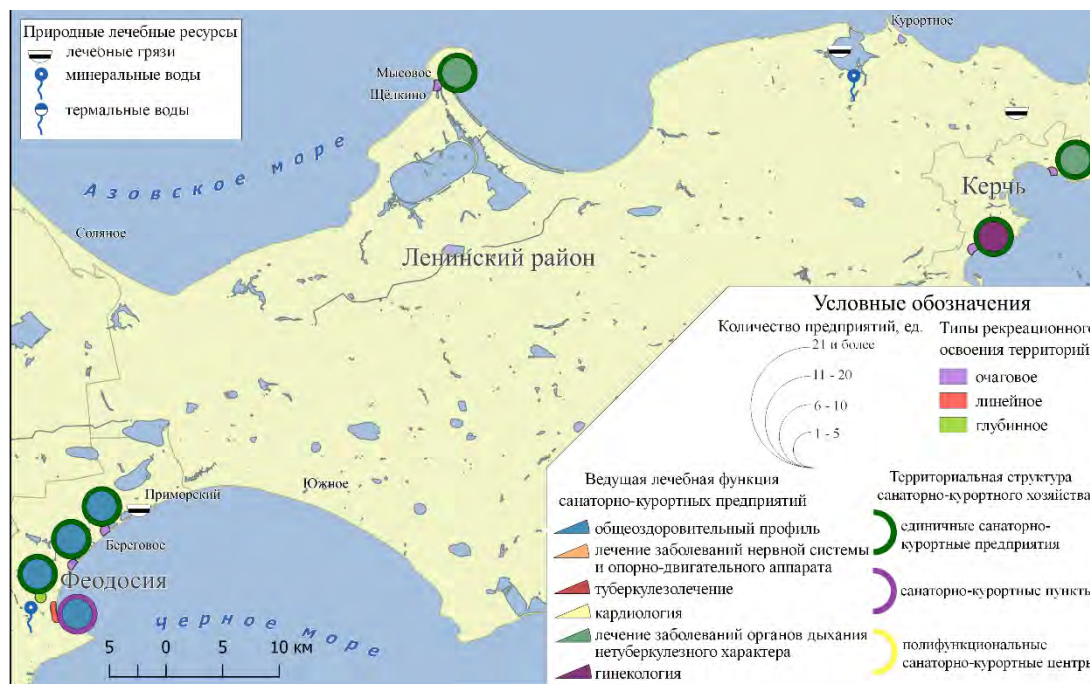 Природные лечебные ресурсы
лечебные грязи
минеральные воды
термальные воды
Курортное
Мысовое
Щёлкино
Азовское море
Соляное
Керчь
Ленинский район
Южное
Приморский
Береговое
Феодосия
Черное море
5 0 5 10 км
Условные обозначения
Количество предприятий, ед.
21 и более
11 - 20
6 - 10
1 - 5
Типы рекреационного
освоения территорий
очаговое
линейное
глубинное
Ведущая лечебная функция
санаторно-курортных предприятий
общеоздоровительный профиль
лечение заболеваний нервной системы
и опорно-двигательного аппарата
туберкулезолечение
кардиология
лечение заболеваний органов дыхания
нетуберкулезного характера
гинекология
Территориальная структура
санаторно-курортного хозяйства
единичные санаторно-
курортные предприятия
санаторно-курортные пункты
полифункциональные
санаторно-курортные центры